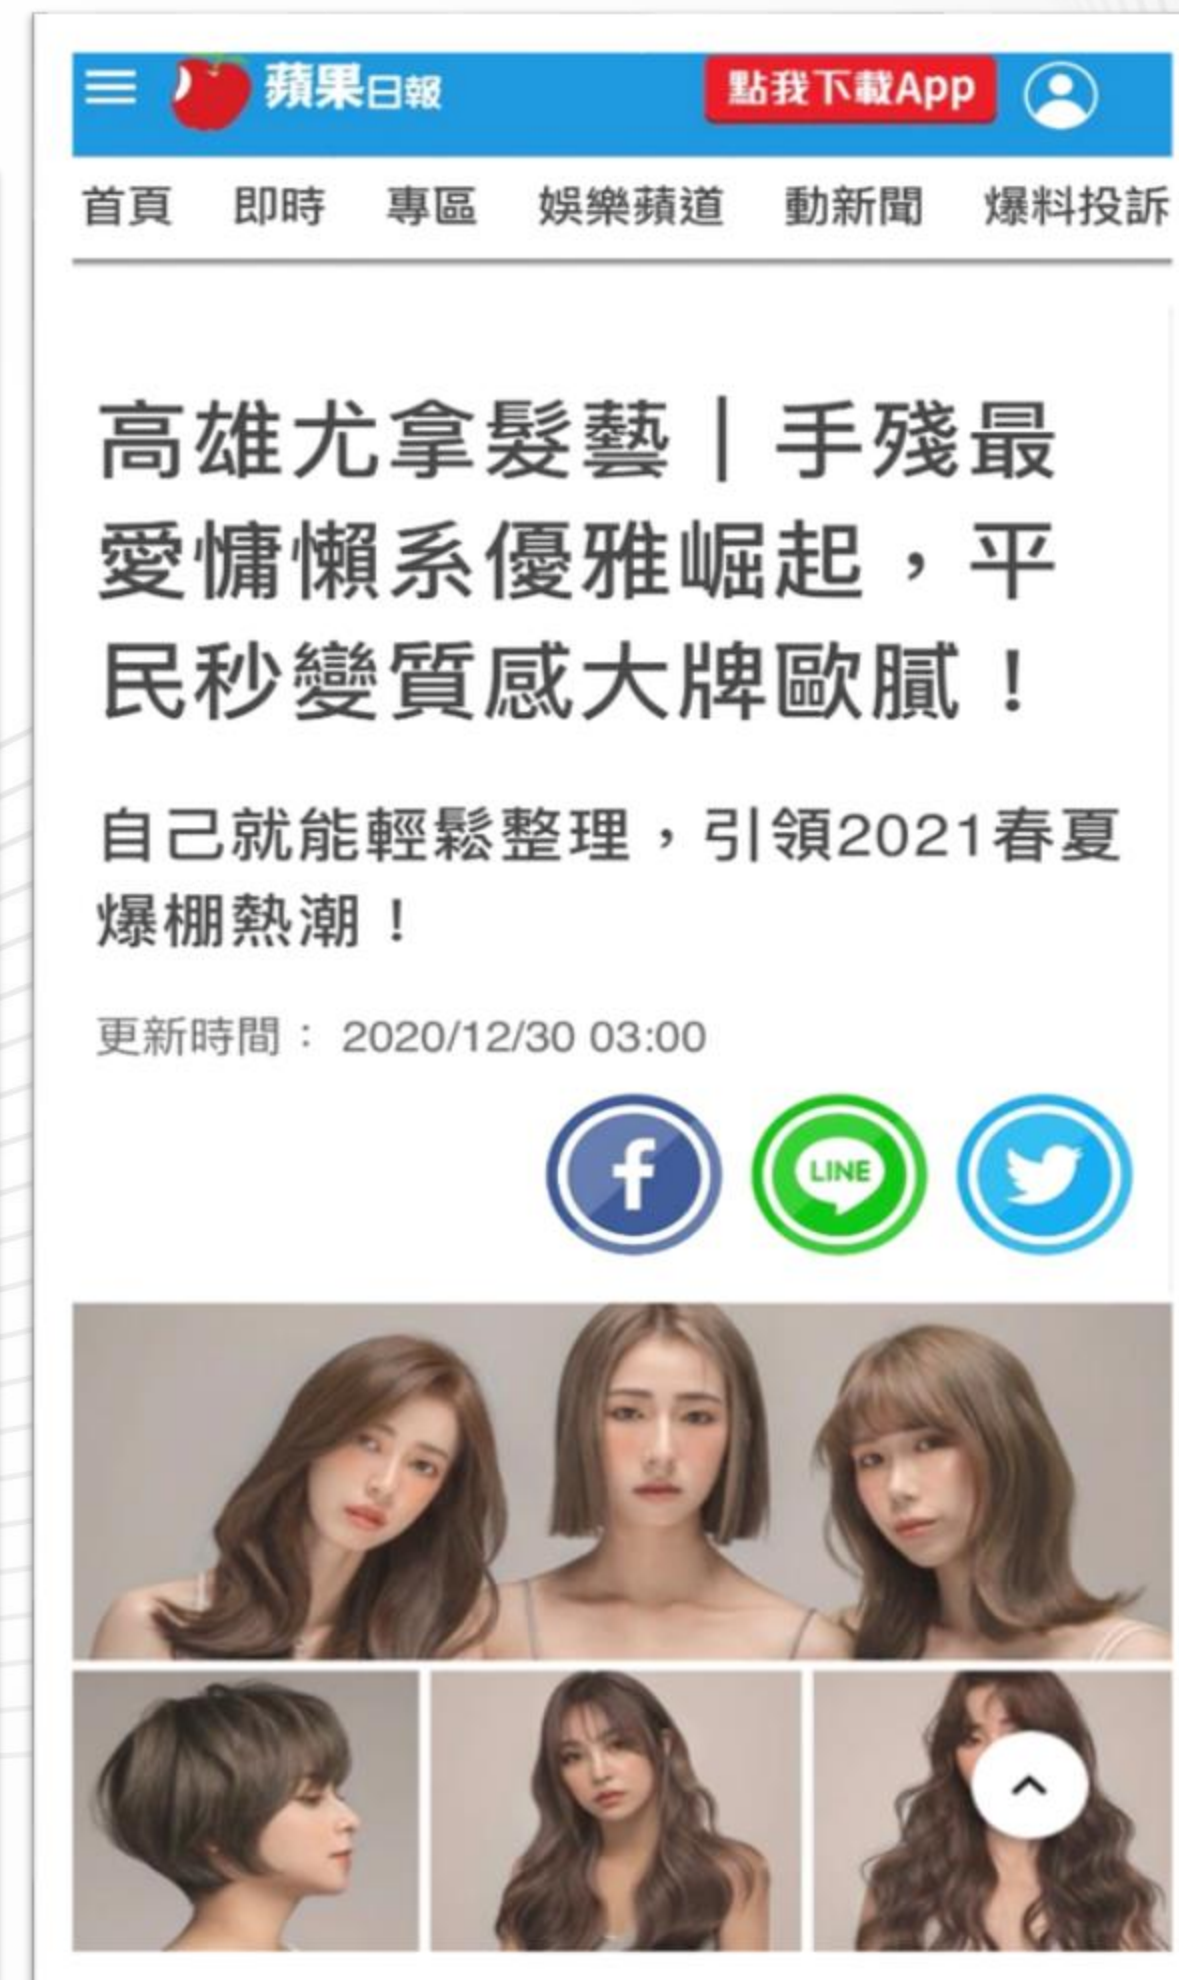 蘋果日報
點我下載App
首頁 即時 專區 娛樂蘋道 動新聞 爆料投訴
高雄尤拿髮藝｜手殘最
愛慵懶系優雅崛起，平
民秒變質感大牌歐膩！
自己就能輕鬆整理，引領2021春夏
爆棚熱潮！
更新時間： 2020/12/30 03:00
f
LINE